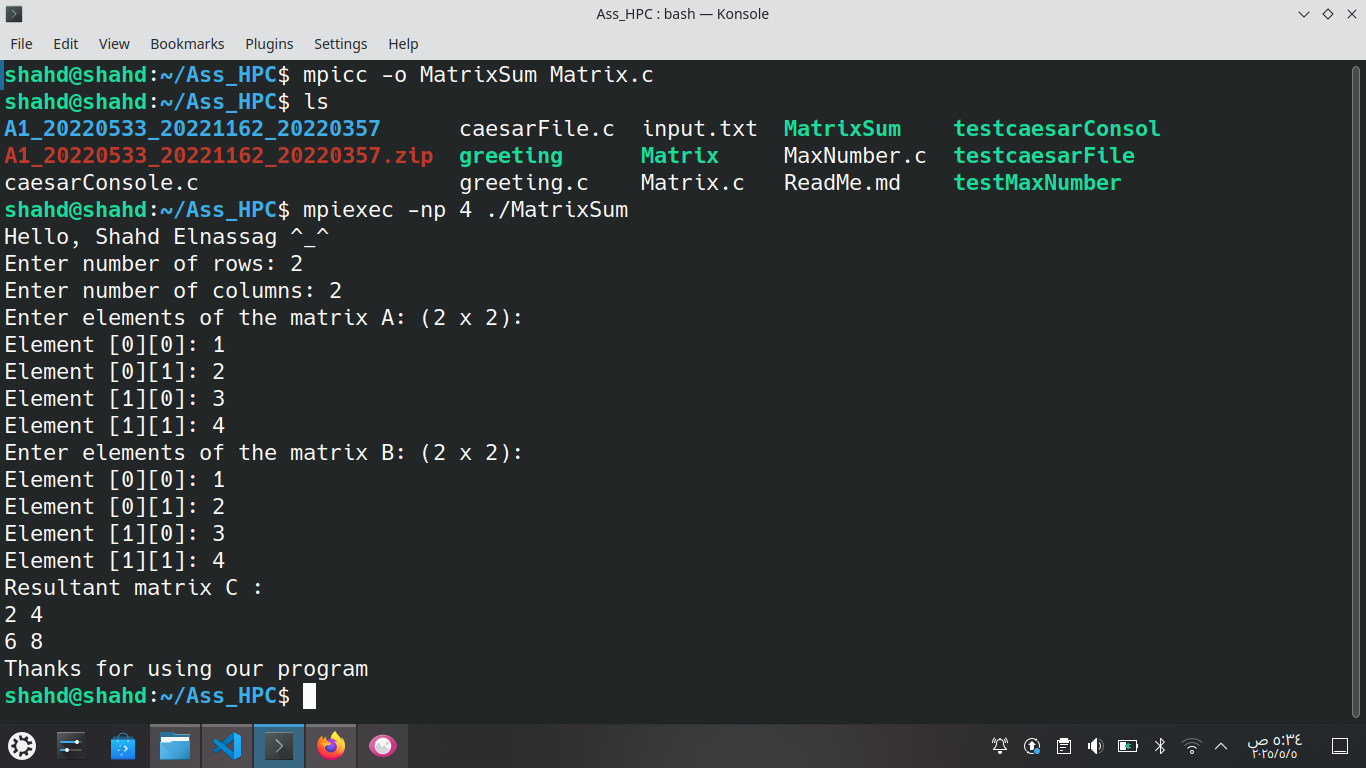 Ass_HPC : bash — Konsole
File Edit View Bookmarks Plugins Settings Help
shahd@shahd:~/Ass_HPC$ mpicc -o MatrixSum Matrix.c
shahd@shahd:~/Ass_HPC$ ls
A1_20220533_20221162_20220357 caesarFile.c input.txt MatrixSum testcaesarConsol
A1_20220533_20221162_20220357.zip greeting Matrix MaxNumber.c testcaesarFile
caesarConsole.c greeting.c Matrix.c ReadMe.md testMaxNumber
shahd@shahd:~/Ass_HPC$ mpiexec -np 4 ./MatrixSum
Hello, Shahd Elnassag ^_^
Enter number of rows: 2
Enter number of columns: 2
Enter elements of the matrix A: (2 x 2):
Element [0][0]: 1
Element [0][1]: 2
Element [1][0]: 3
Element [1][1]: 4
Enter elements of the matrix B: (2 x 2):
Element [0][0]: 1
Element [0][1]: 2
Element [1][0]: 3
Element [1][1]: 4
Resultant matrix C :
2 4
6 8
Thanks for using our program
shahd@shahd:~/Ass_HPC$
٥:٣٤ ص
٢٠٢٥/٥/٥